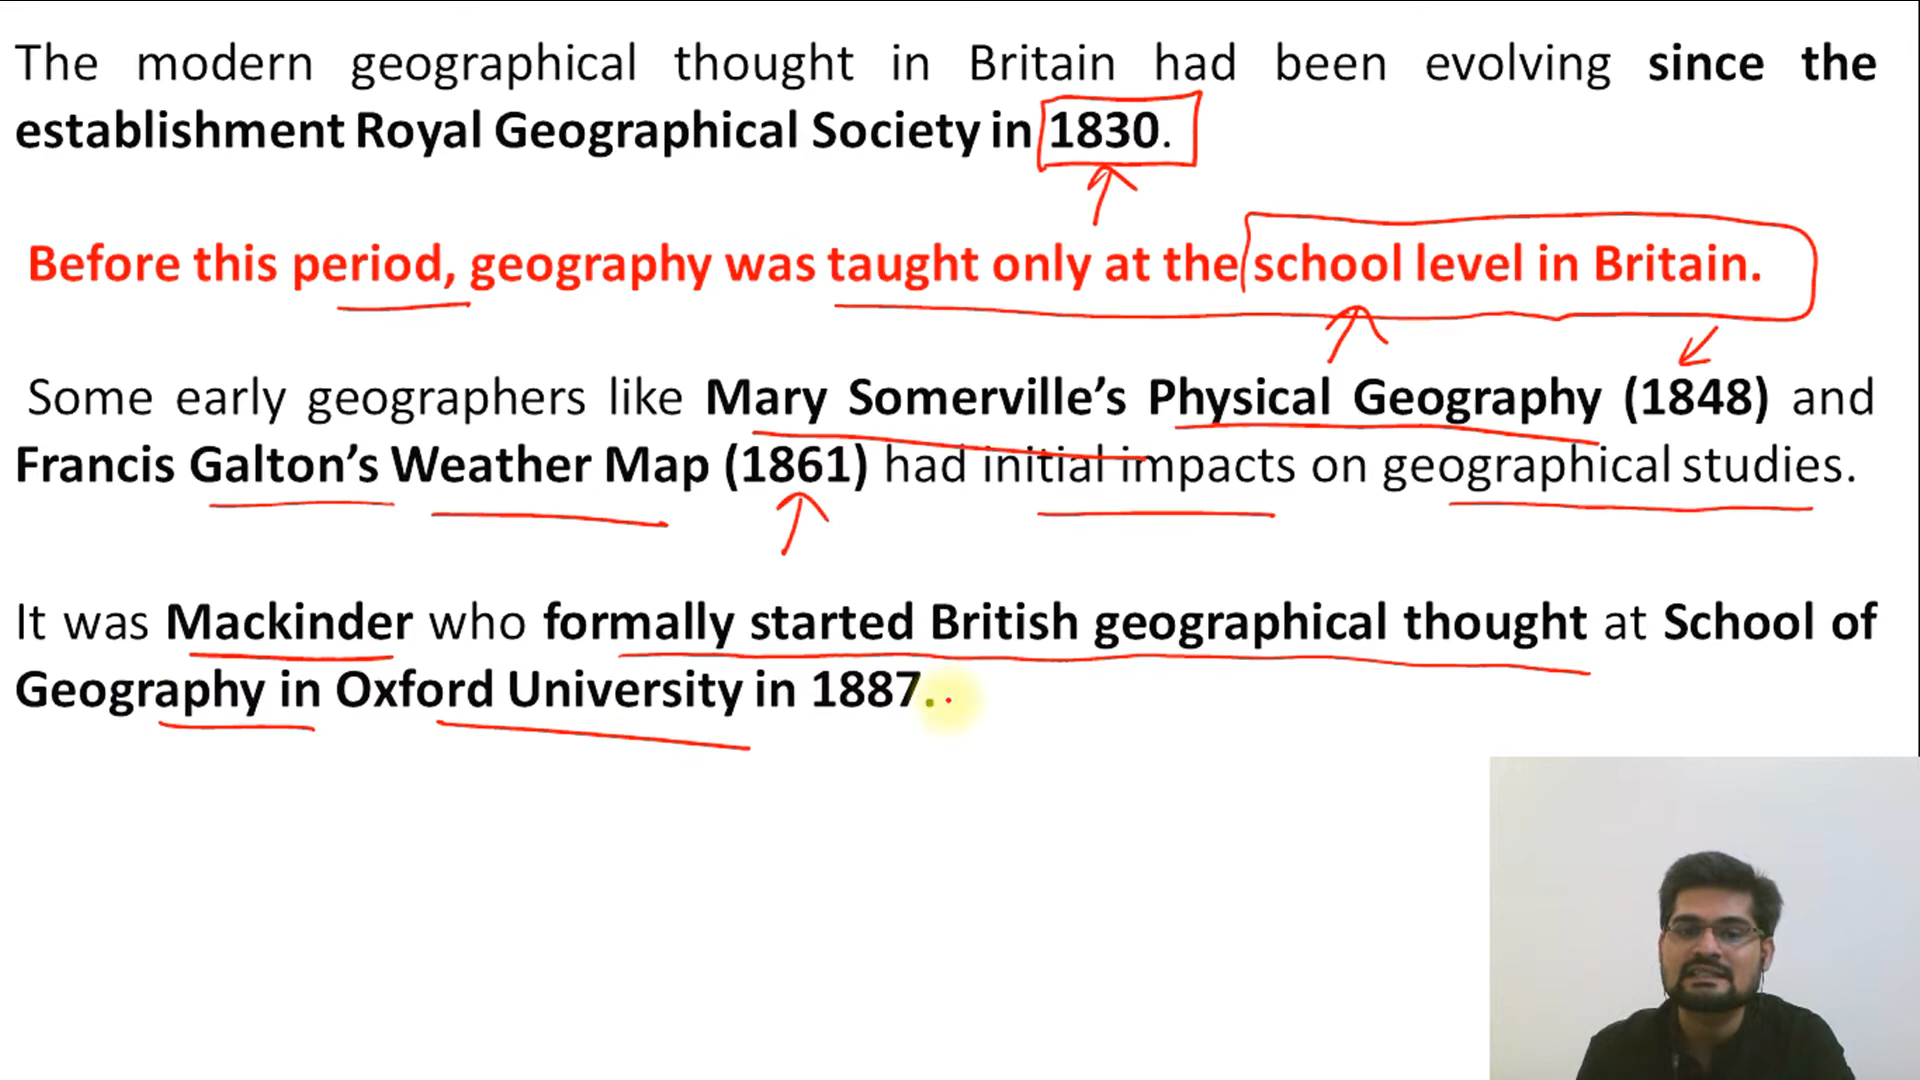 The modern geographical thought in Britain had been evolving since the
establishment Royal Geographical Society in 1830.
Before this period, geography was taught only at the school level in Britain.
Some early geographers like Mary Somerville’s Physical Geography (1848) and
Francis Galton’s Weather Map (1861) had initial impacts on geographical studies.
It was Mackinder who formally started British geographical thought at School of
Geography in Oxford University in 1887.